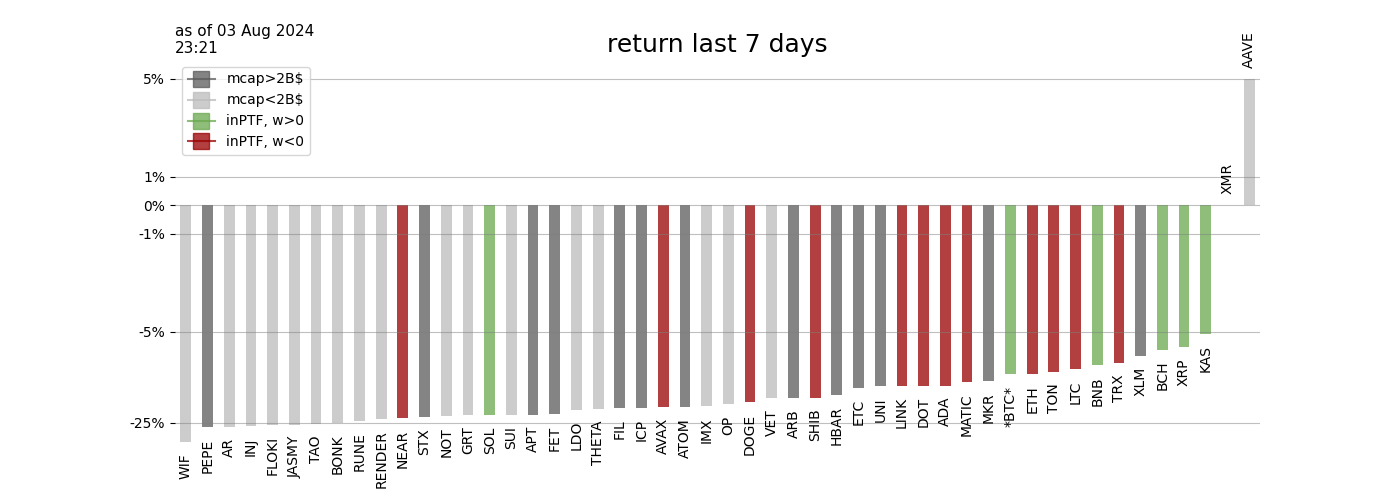 as of 03 Aug 2024
23:21
return last 7 days
mcap>2B$
mcap<2B$
inPTF, w>0
inPTF, w<0
5%
1%
0%
-1%
-5%
-25%
WIF
PEPE
AR
INJ
FLOKI
JASMY
TAO
BONK
RUNE
RENDER
NEAR
STX
NOT
GRT
SOL
SUI
APT
FET
LDO
THETA
FIL
ICP
AVAX
ATOM
IMX
OP
DOGE
VET
ARB
SHIB
HBAR
ETC
UNI
LINK
DOT
ADA
MATIC
MKR
*BTC*
ETH
TON
LTC
BNB
TRX
XLM
BCH
XRP
KAS
XMR
AAVE